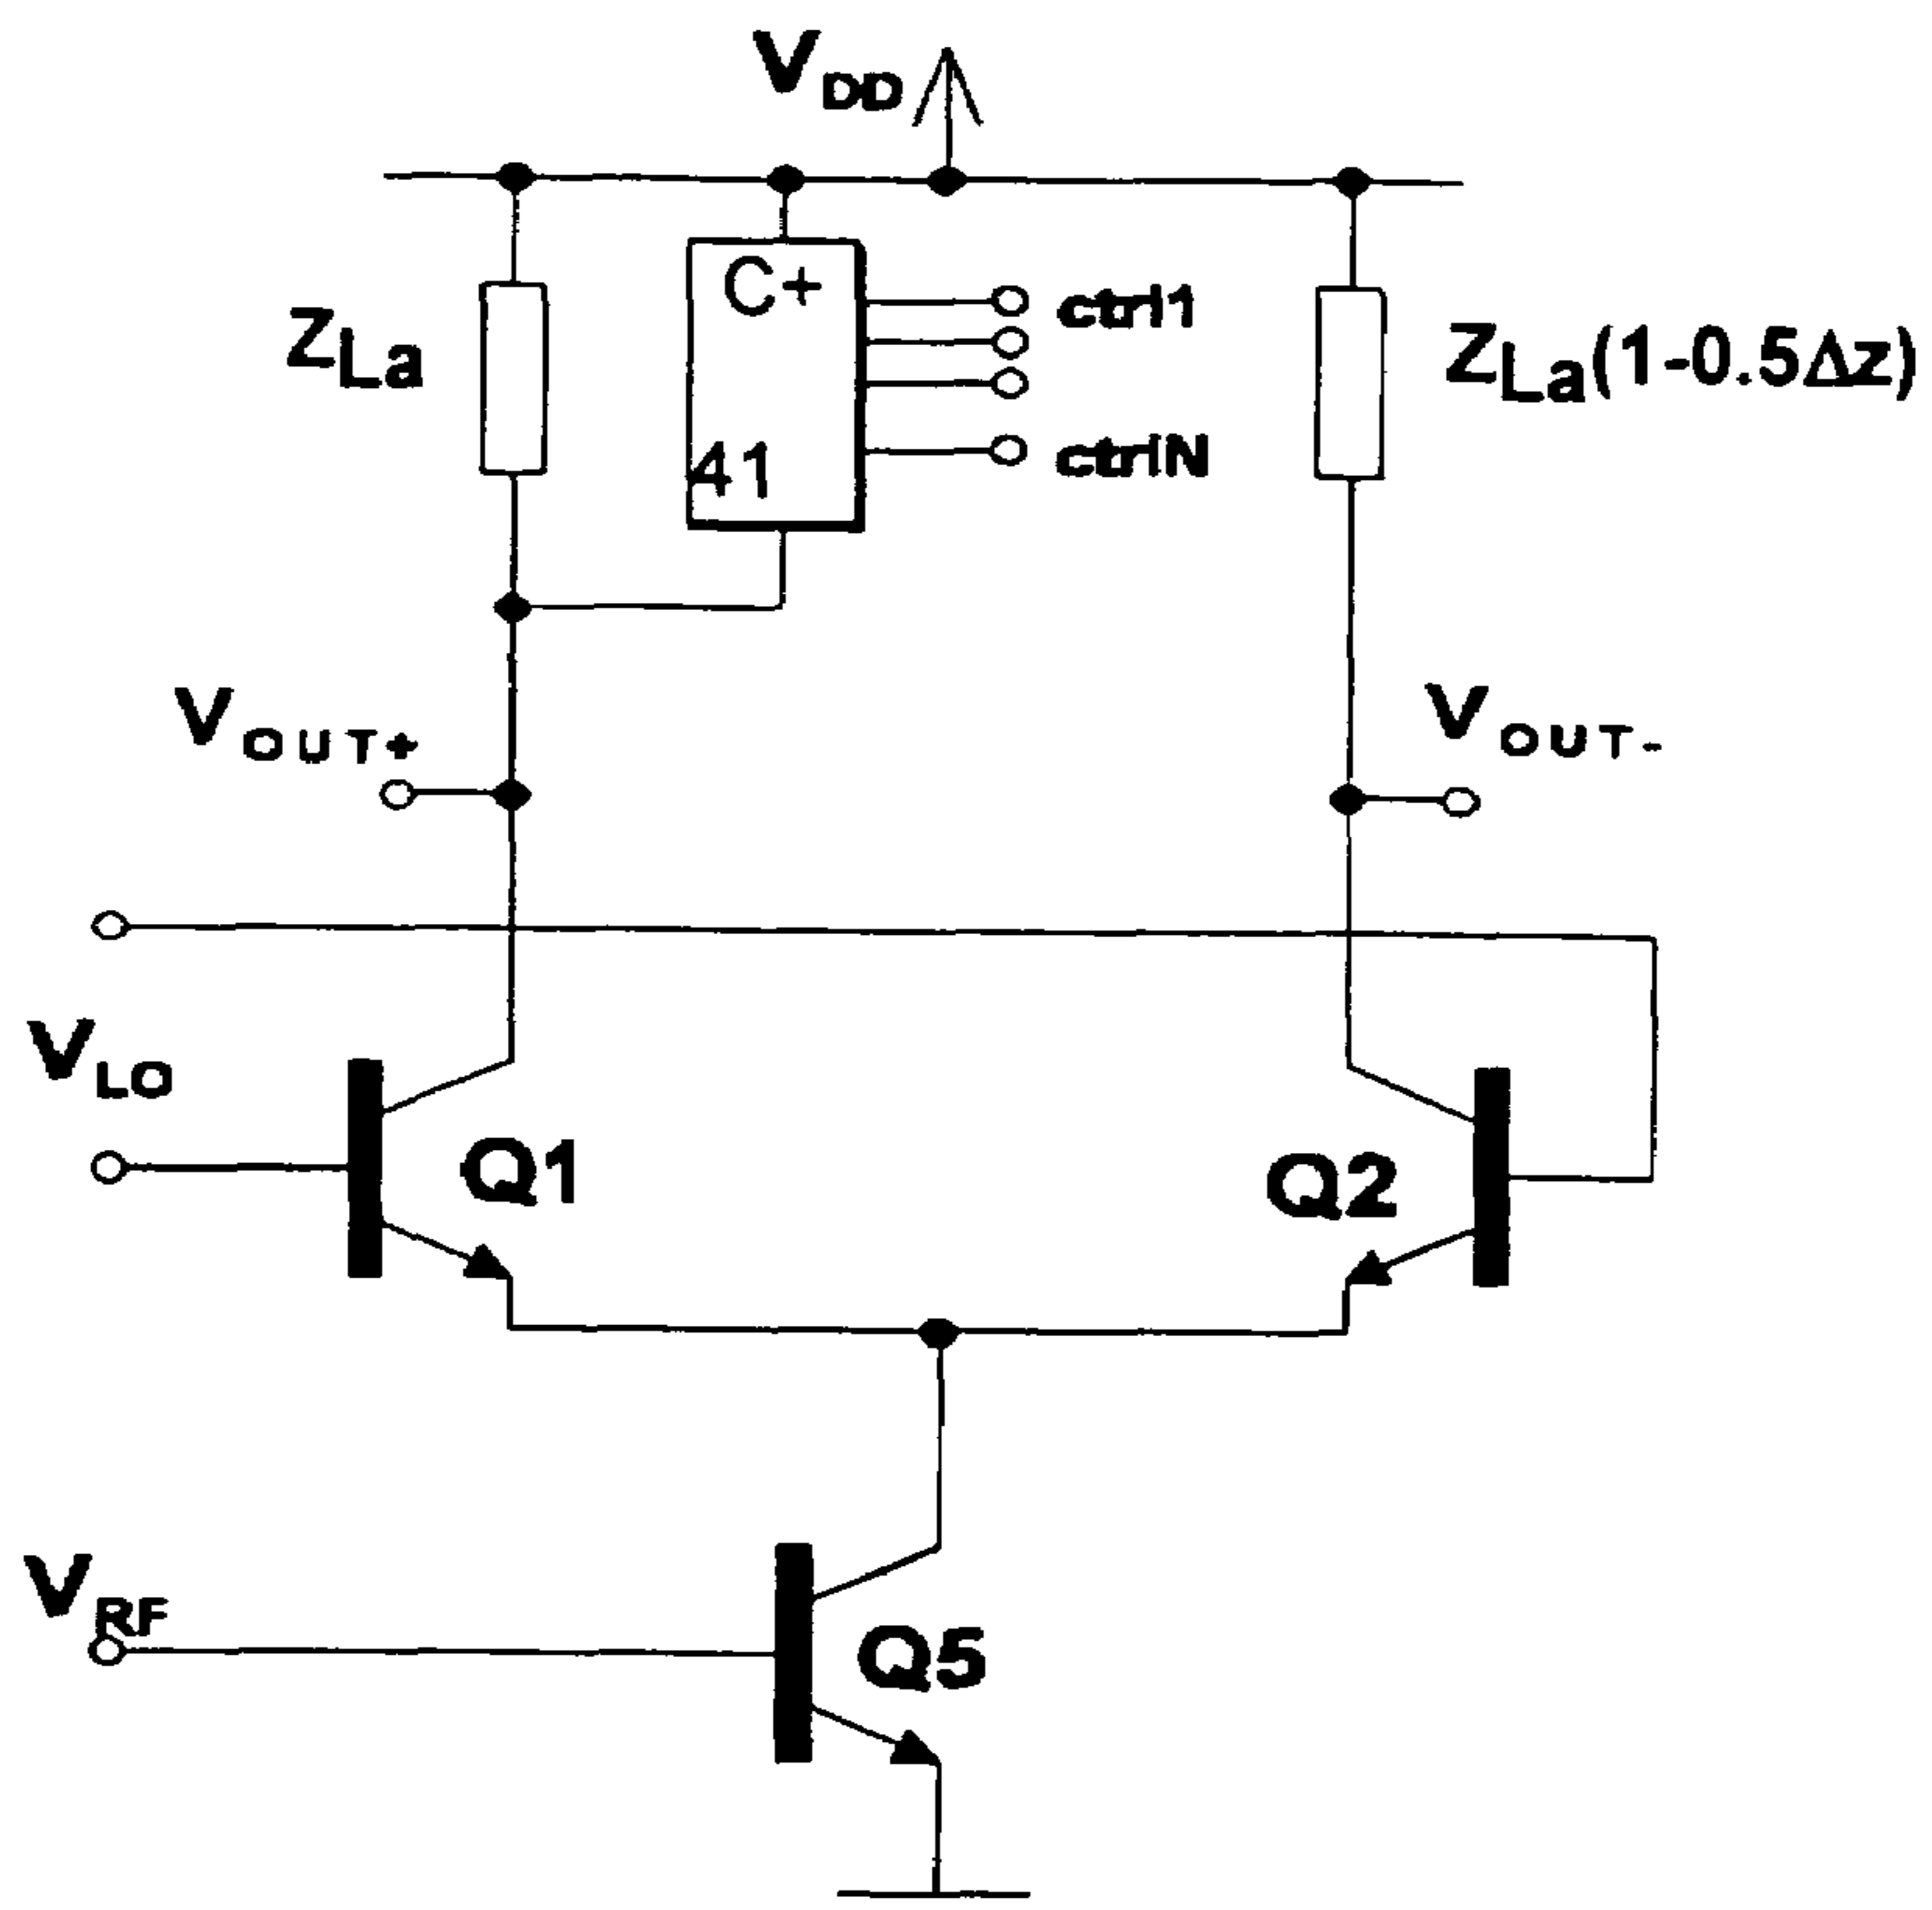 VDD
C+
ctrl1
ZLa
ZLa(1-0.5Δz)
41
ctrlN
VOUT+
VOUT-
VLO
Q1
Q2
VRF
Q5